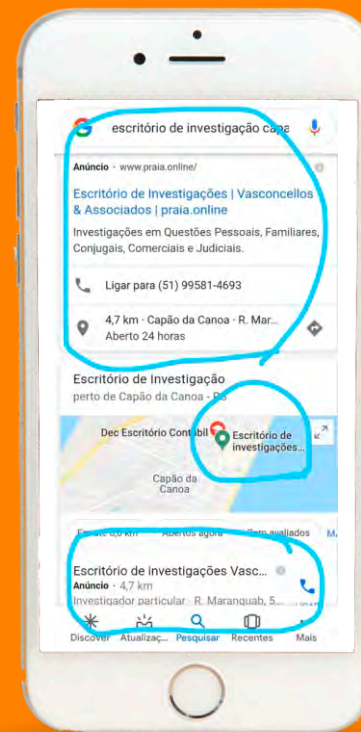 escritório de investigação capa
Anúncio · www.praia.online/
Escritório de Investigações | Vasconcellos
& Associados | praia.online
Investigações em Questões Pessoais, Familiares,
Conjugais, Comerciais e Judiciais.
Ligar para (51) 99581-4693
4,7 km · Capão da Canoa · R. Mar...
Aberto 24 horas
Escritório de Investigação
perto de Capão da Canoa - RS
Dec Escritório Contábil
Escritório de
investigações...
Capão da
Canoa
Abertos agora
avaliados
Escritório de investigações Vasc...
Anúncio · 4,7 km
Investigador particular · R. Maranguab, 5...
Discover Atualizaç... Pesquisar Recentes Mais